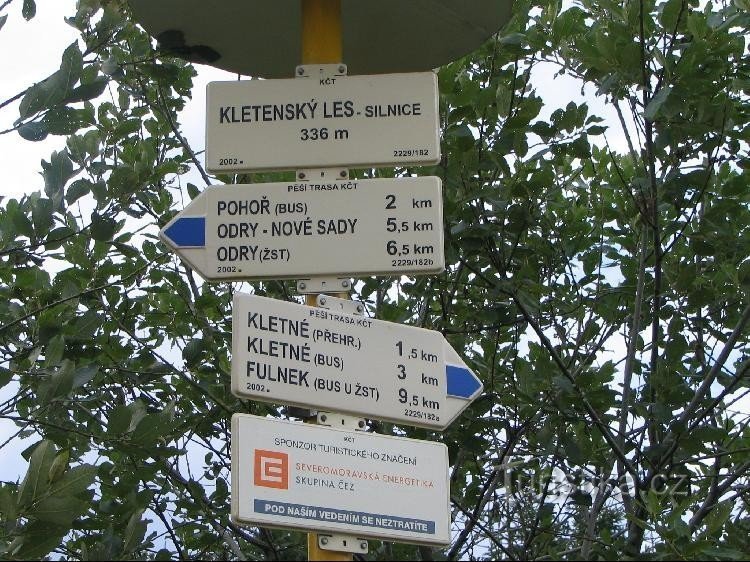 KČT
KLETENSKÝ LES - SILNICE
336 m
2002 2229/182
PĚŠÍ TRASA KČT
POHOŘ (BUS) 2 km
ODRY - NOVÉ SADY 5,5 km
ODRY (ŽST) 6,5 km
2002 2229/182b
PĚŠÍ TRASA KČT
KLETNÉ (PŘEHR.) 1,5 km
KLETNÉ (BUS) 3 km
FULNEK (BUS U ŽST) 9,5 km
2002 2229/182a
KČT
SPONZOR TURISTICKÉHO ZNAČENÍ
SEVEROMORAVSKÁ ENERGETIKA
SKUPINA ČEZ
POD NAŠÍM VEDENÍM SE NEZTRATÍTE
Turistika.cz